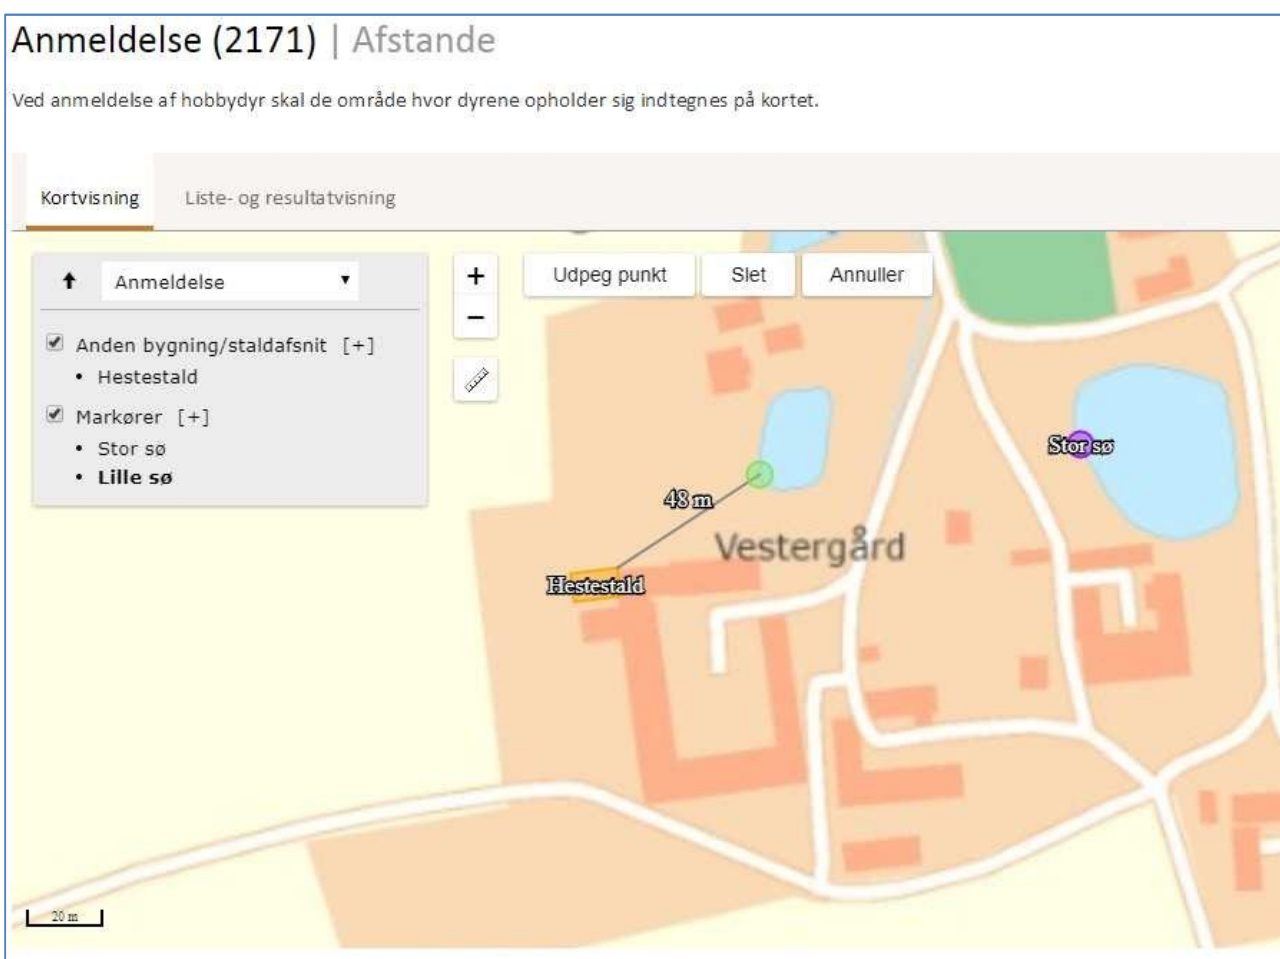 Anmeldelse (2171) | Afstande
Ved anmeldelse af hobbydyr skal de område hvor dyrene opholder sig indtegnes på kortet.
Kortvisning Liste- og resultatvisning
Anmeldelse
+
Udpeg punkt Slet Annuller
−
Anden bygning/staldafsnit [+]
• Hestestald
Markører [+]
• Stor sø
• Lille sø
Stor sø
48 m
Vestergård
Hestestald
20 m